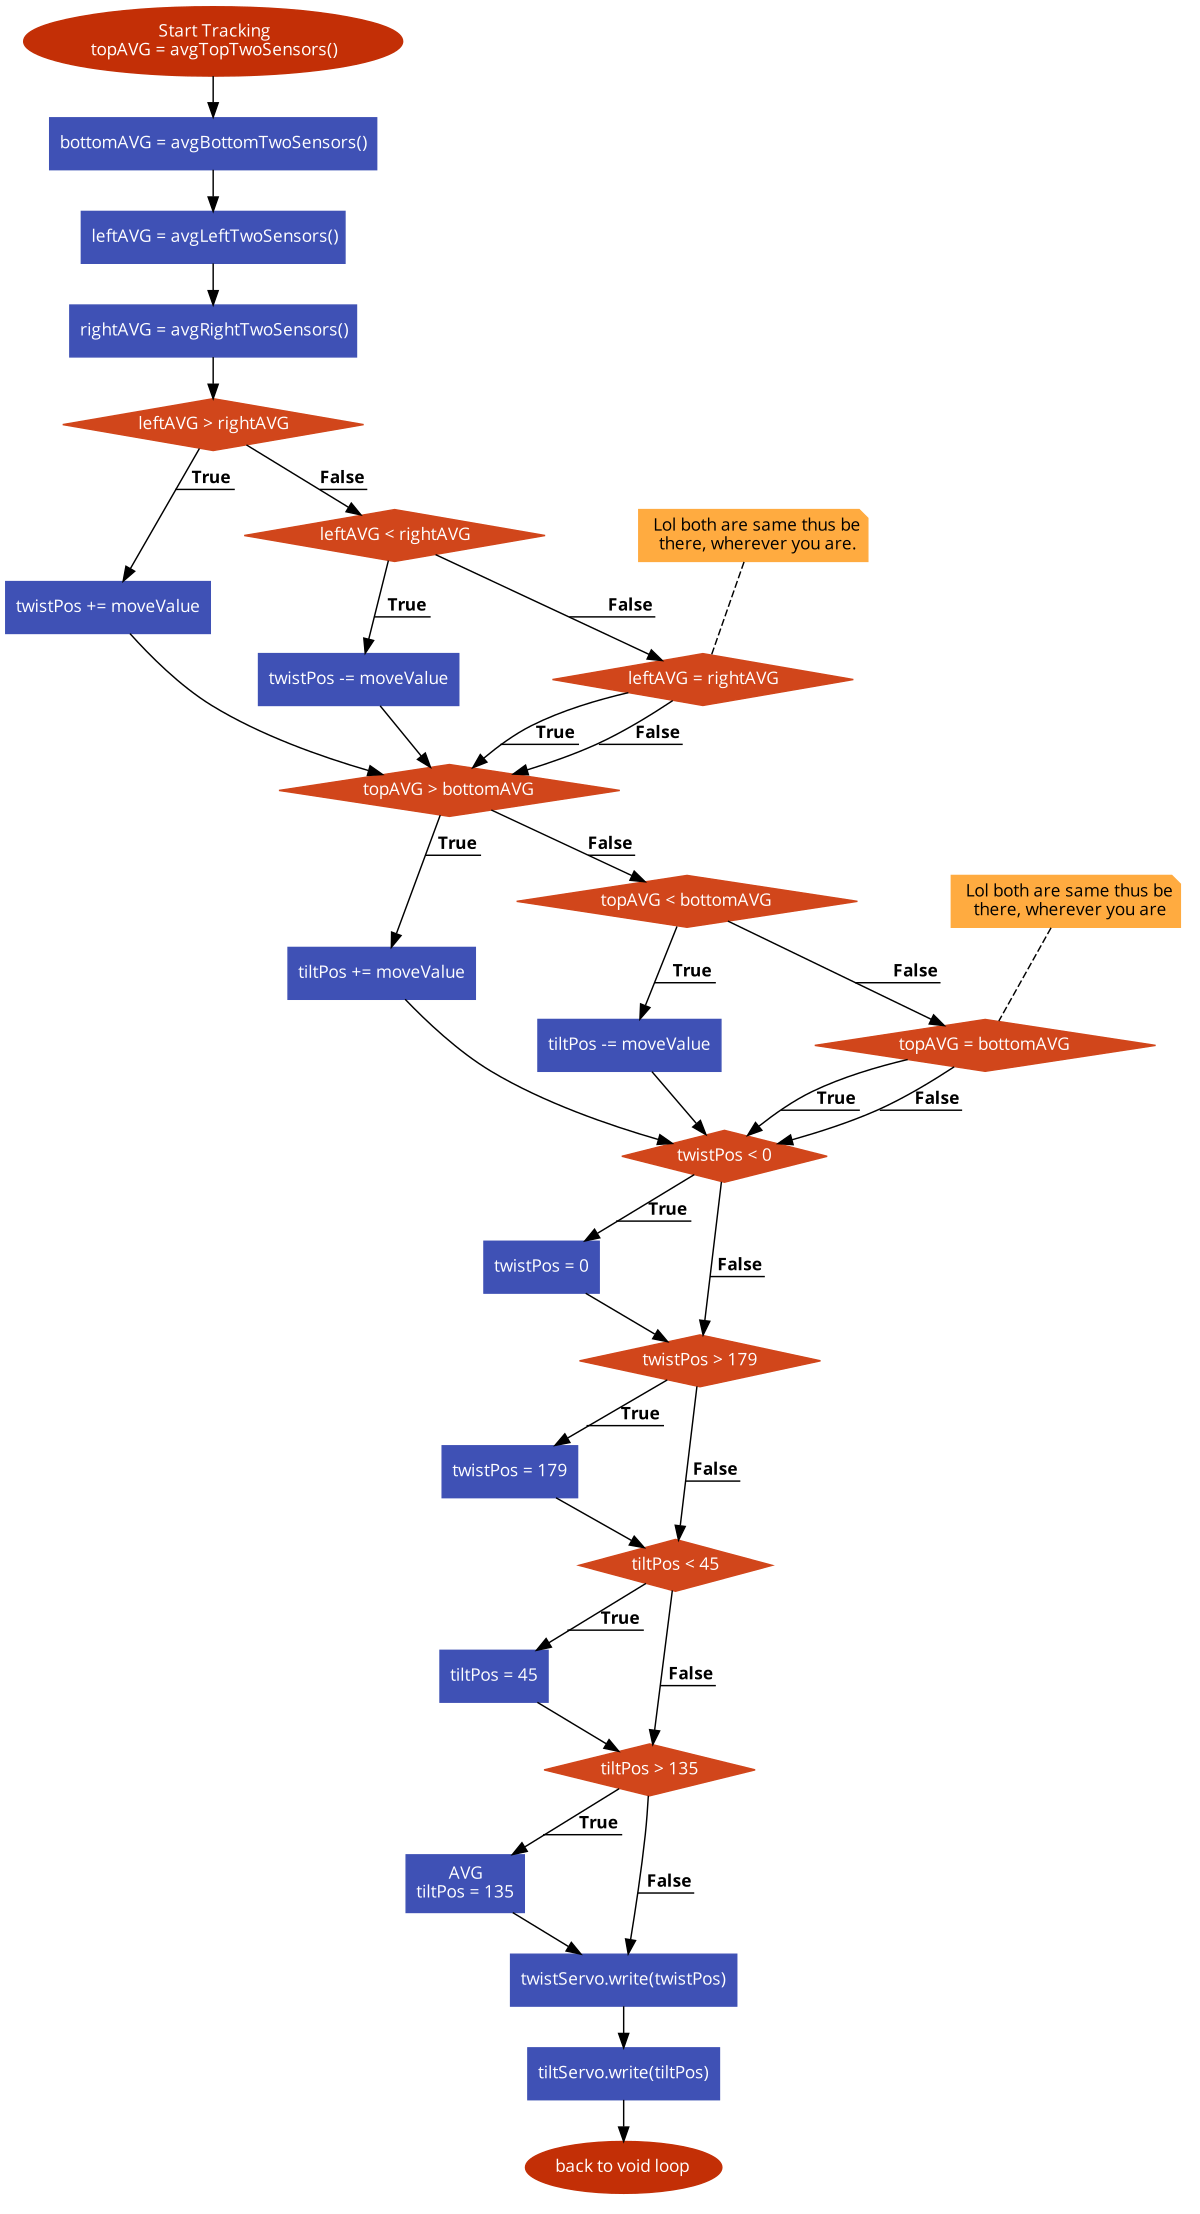 Start Tracking
topAVG = avgTopTwoSensors()
bottomAVG = avgBottomTwoSensors()
leftAVG = avgLeftTwoSensors()
rightAVG = avgRightTwoSensors()
leftAVG > rightAVG
True
False
leftAVG < rightAVG
Lol both are same thus be
there, wherever you are.
twistPos += moveValue
True
False
twistPos -= moveValue
leftAVG = rightAVG
True
False
topAVG > bottomAVG
True
False
topAVG < bottomAVG
Lol both are same thus be
there, wherever you are
tiltPos += moveValue
True
False
tiltPos -= moveValue
topAVG = bottomAVG
True
False
twistPos < 0
True
twistPos = 0
False
twistPos > 179
True
twistPos = 179
False
tiltPos < 45
True
tiltPos = 45
False
tiltPos > 135
True
AVG
tiltPos = 135
False
twistServo.write(twistPos)
tiltServo.write(tiltPos)
back to void loop